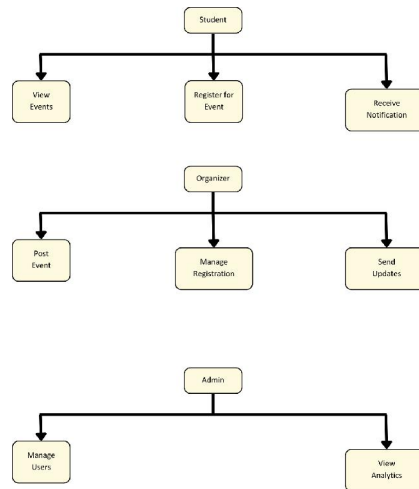 Student
View
Events
Register for
Event
Receive
Notification
Organizer
Post
Event
Manage
Registration
Send
Updates
Admin
Manage
Users
View
Analytics